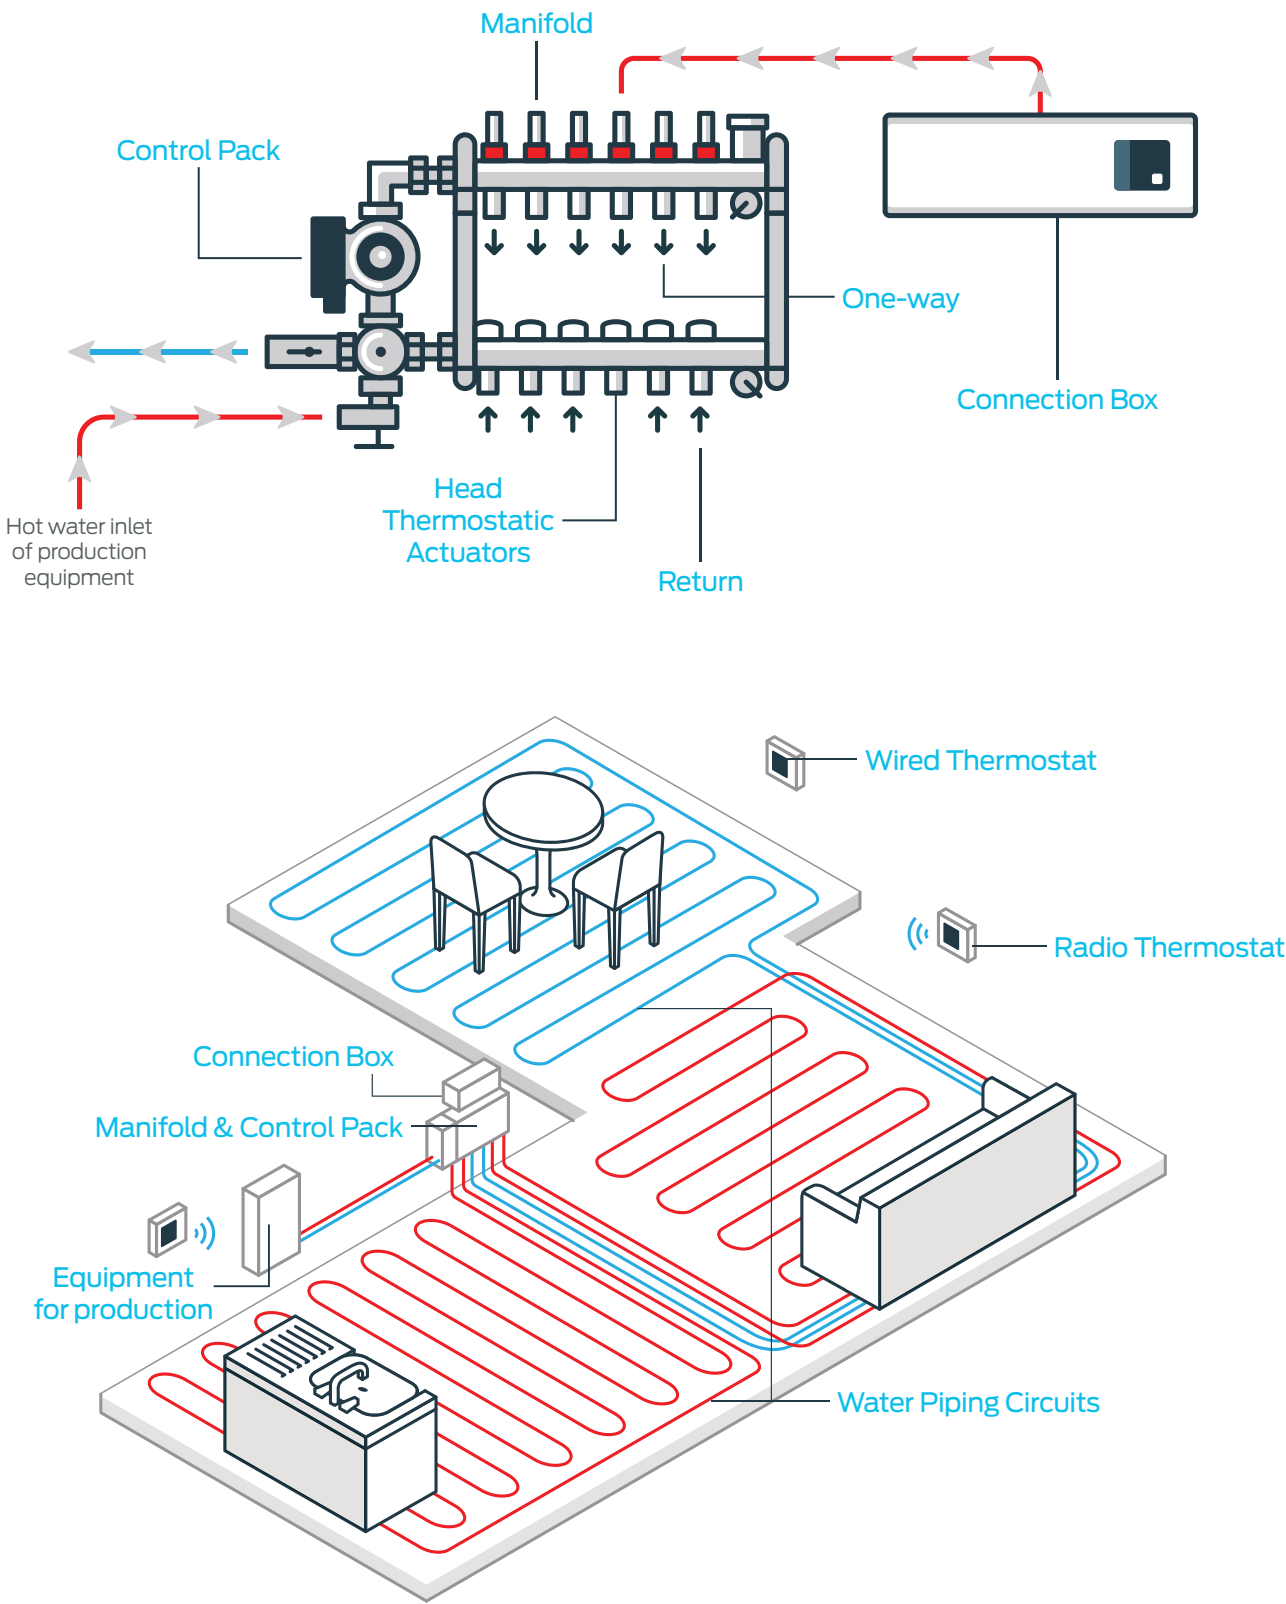 Manifold
Control Pack
One-way
Connection Box
Hot water inlet
of production
equipment
Head
Thermostatic
Actuators
Return
Wired Thermostat
Radio Thermostat
Connection Box
Manifold & Control Pack
Equipment
for production
Water Piping Circuits